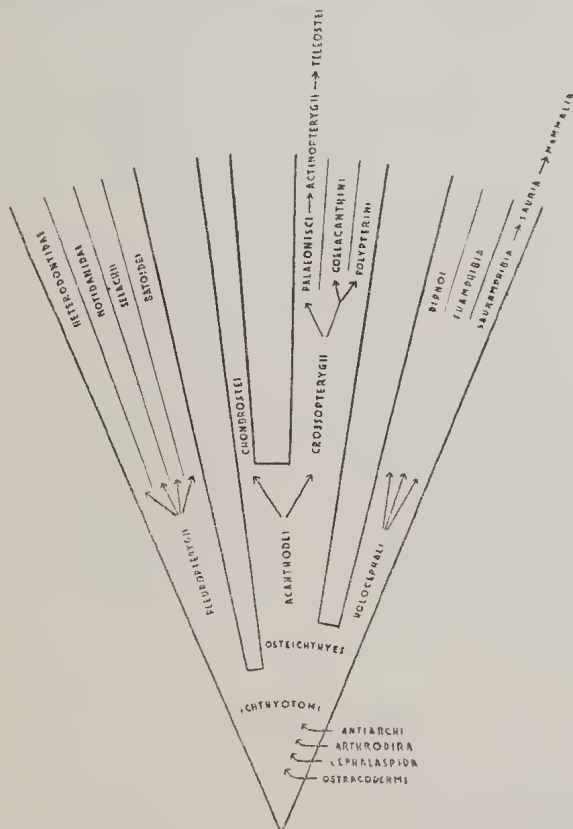 TELEOSTEI
ACTINOPTERYGII
PALAEONISCI
COELACANTHINI
POLYPTERINI
MAMMALIA
SAURIA
SAURAMPHIBIA
EUAMPHIBIA
DIPNOI
HETERODONTIDAE
NOTIDANIDAE
SELACHII
BATOIDEI
CHONDROSTEI
CROSSOPTERYGII
PLEUROPTERYGII
ACANTHODLI
HOLOCEPHALI
OSTEICHTHYES
ICHTHYOTOMI
ANTIARCHI
ARTHRODIRA
CEPHALASPIDA
OSTRACODERMI